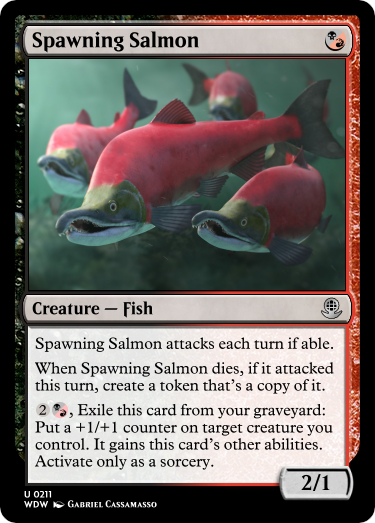 Spawning Salmon
Creature — Fish
Spawning Salmon attacks each turn if able.
When Spawning Salmon dies, if it attacked
this turn, create a token that's a copy of it.
2 , Exile this card from your graveyard:
Put a +1/+1 counter on target creature you
control. It gains this card's other abilities.
Activate only as a sorcery.
2/1
U 0211
WDW Gabriel Cassamasso